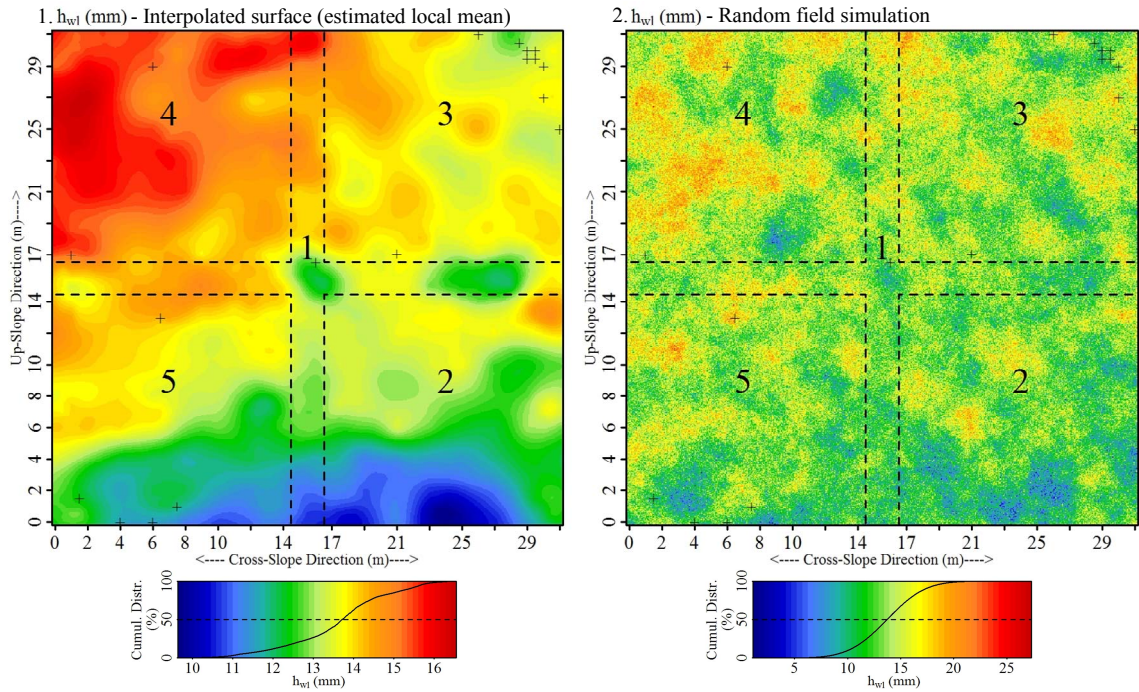 1. hwl (mm) - Interpolated surface (estimated local mean)
2. hwl (mm) - Random field simulation
Up-Slope Direction (m)---->
29
25
21
17
14
10
8
6
4
2
0
4
3
1
5
2
0 2 4 6 8 10 14 17 21 25 29
<---- Cross-Slope Direction (m)---->
Up-Slope Direction (m)---->
29
25
21
17
14
10
8
6
4
2
0
4
3
1
5
2
0 2 4 6 8 10 14 17 21 25 29
<---- Cross-Slope Direction (m)---->
Cumul. Distr.
(%)
100
50
0
10 11 12 13 14 15 16
hwl (mm)
Cumul. Distr.
(%)
100
50
0
5 10 15 20 25
hwl (mm)